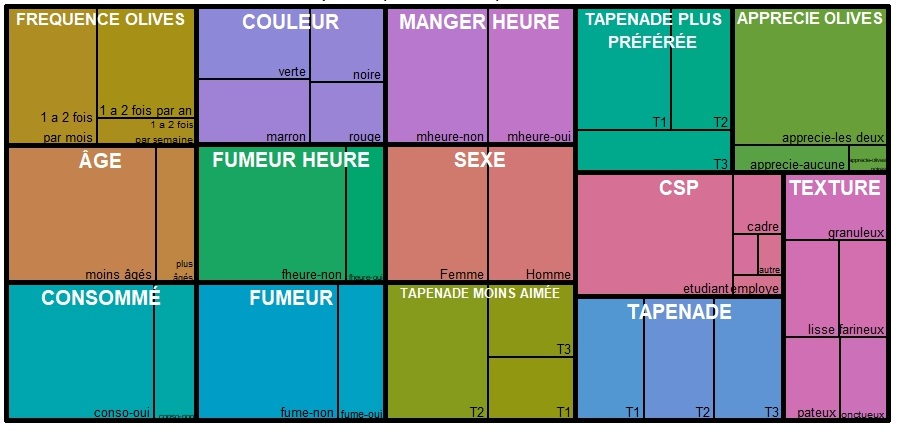 FREQUENCE OLIVES
1 a 2 fois
par mois
1 a 2 fois par an
1 a 2 fois
par semaine
COULEUR
verte
noire
marron
rouge
MANGER HEURE
mheure-non
mheure-oui
TAPENADE PLUS
PRÉFÉRÉE
T1
T2
T3
APPRECIE OLIVES
apprecie-les deux
apprecie-aucune
ÂGE
moins âgés
plus
âgés
FUMEUR HEURE
fheure-non
fheure-oui
SEXE
Femme
Homme
CSP
cadre
autre
etudiant
employe
TEXTURE
granuleux
lisse
farineux
pateux
onctueux
CONSOMMÉ
conso-oui
conso-non
FUMEUR
fume-non
fume-oui
TAPENADE MOINS AIMÉE
T3
T2
T1
TAPENADE
T1
T2
T3